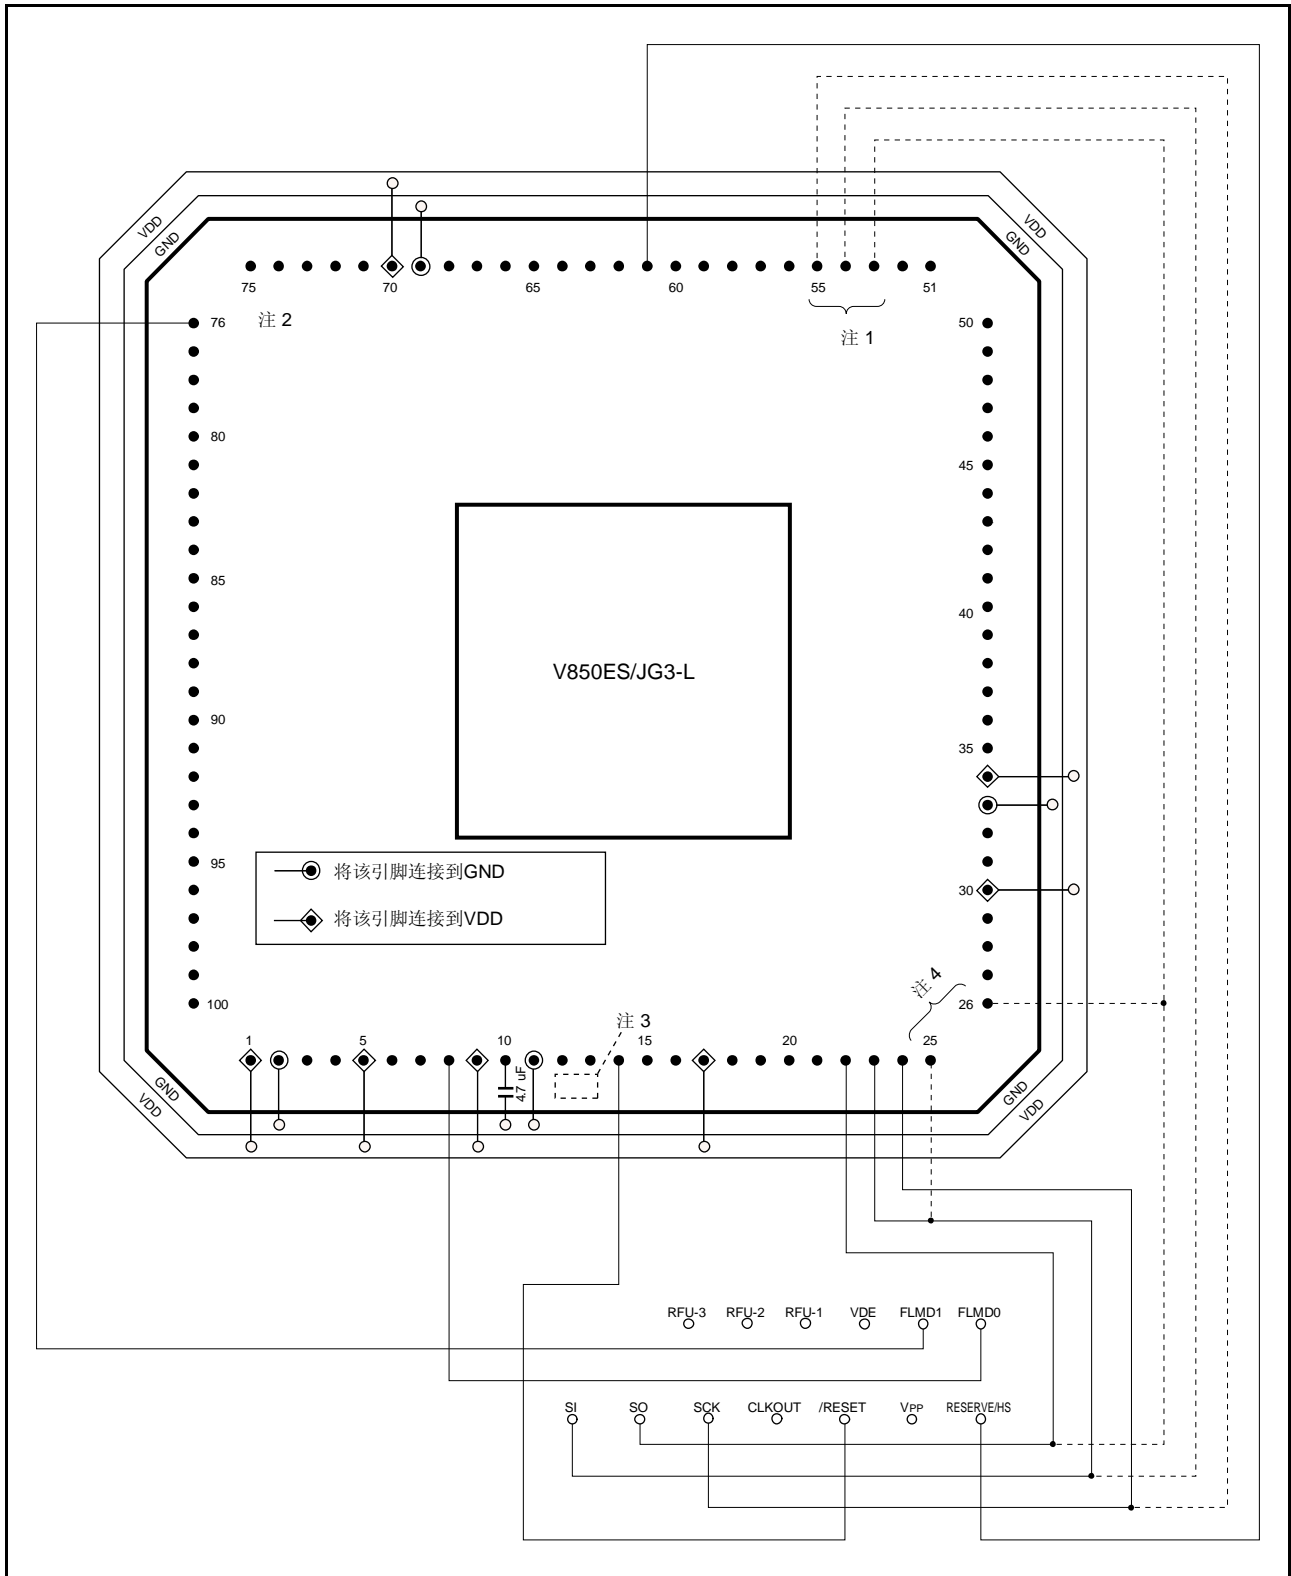 VDD
GND
VDD
GND
75
70
65
60
55
51
76
注 2
注 1
50
80
45
85
40
V850ES/JG3-L
90
35
95
将该引脚连接到GND
30
将该引脚连接到VDD
注 4
100
26
注 3
1
5
10
15
20
25
4.7 uF
GND
VDD
GND
VDD
RFU-3 RFU-2 RFU-1 VDE FLMD1 FLMD0
SI SO SCK CLKOUT /RESET VPP RESERVE/HS